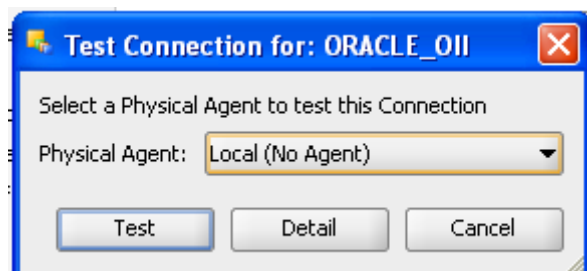 Test Connection for: ORACLE_OII
Select a Physical Agent to test this Connection
Physical Agent: Local (No Agent)
Test Detail Cancel